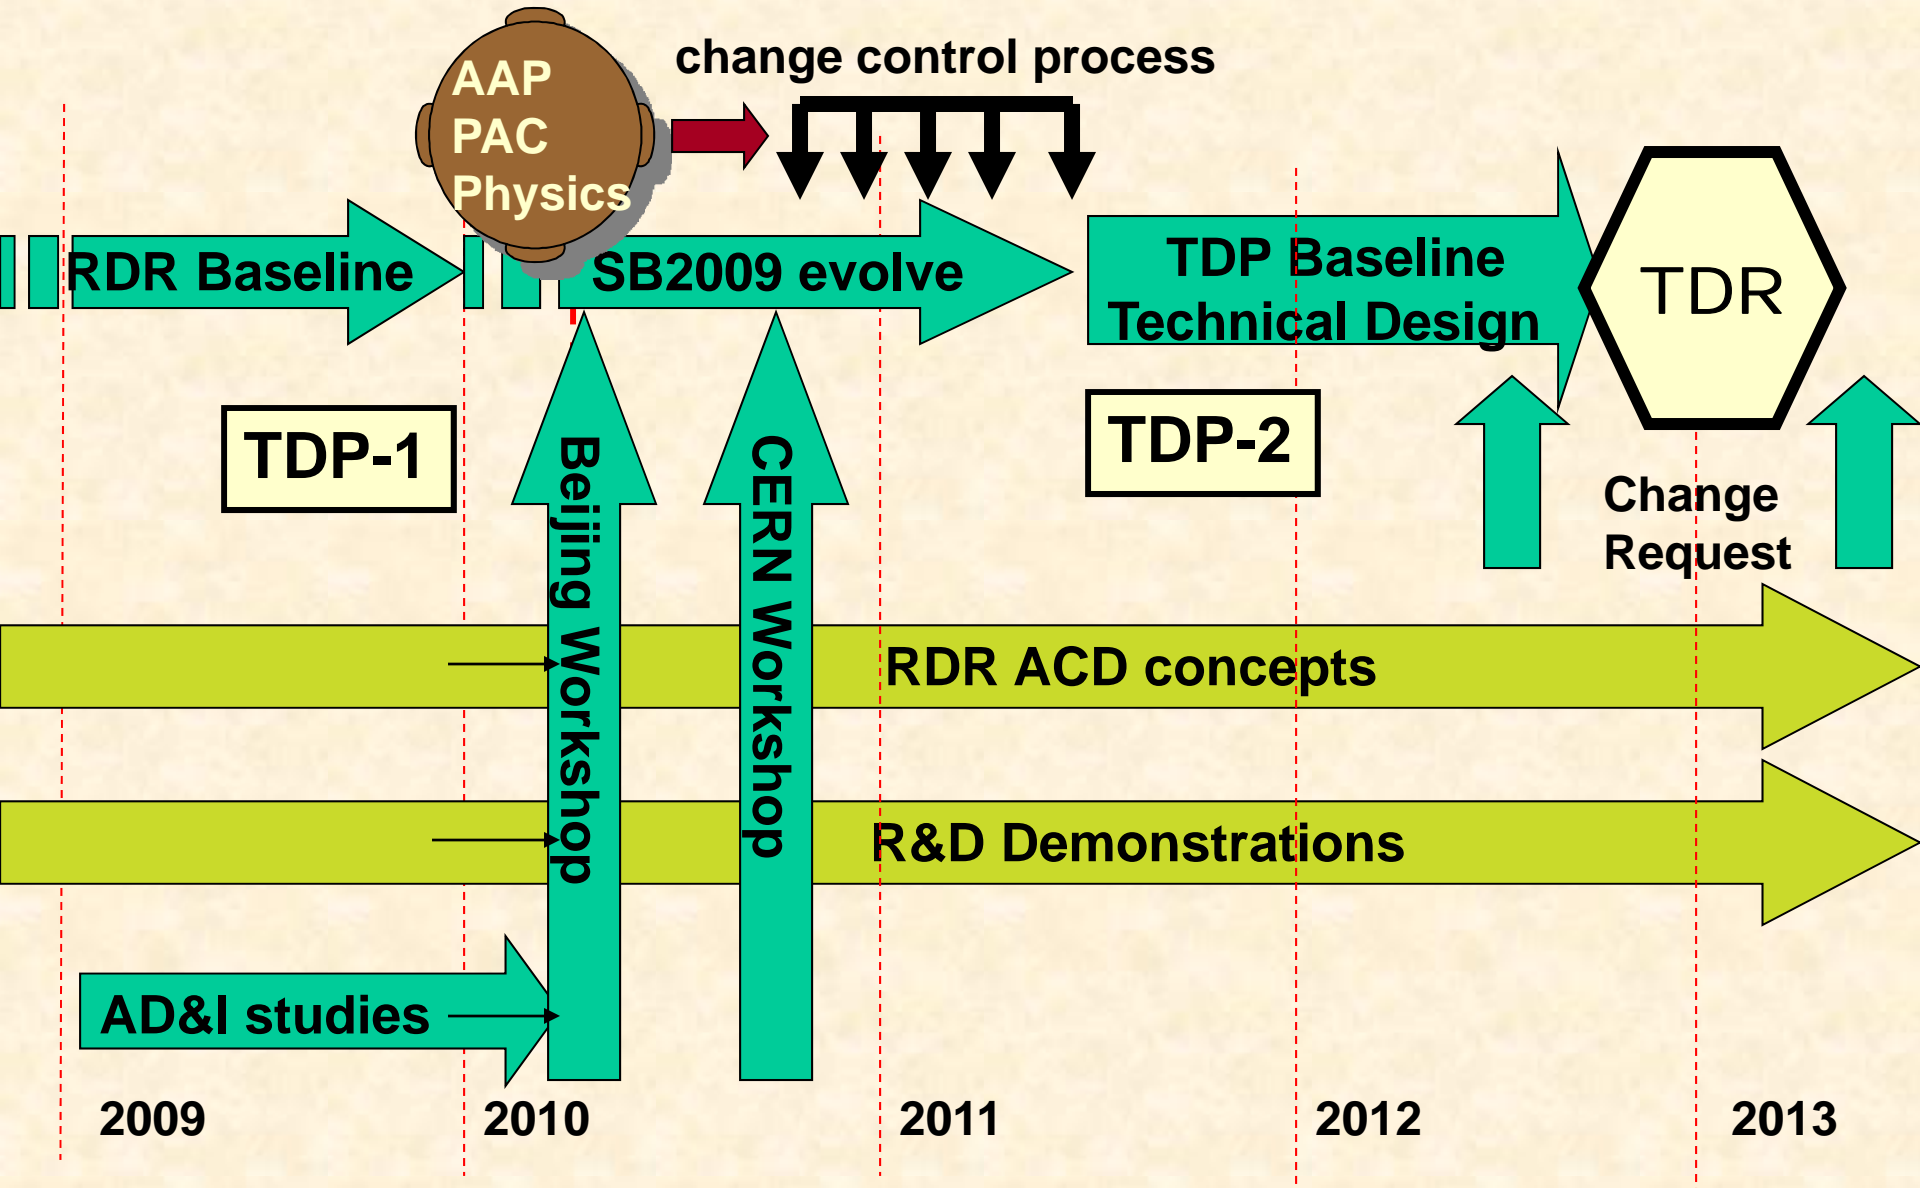 AAP
PAC
Physics
change control process
RDR Baseline
SB2009 evolve
TDP Baseline
Technical Design
TDR
TDP-1
TDP-2
Beijing Workshop
CERN Workshop
Change
Request
RDR ACD concepts
R&D Demonstrations
AD&I studies
2009
2010
2011
2012
2013